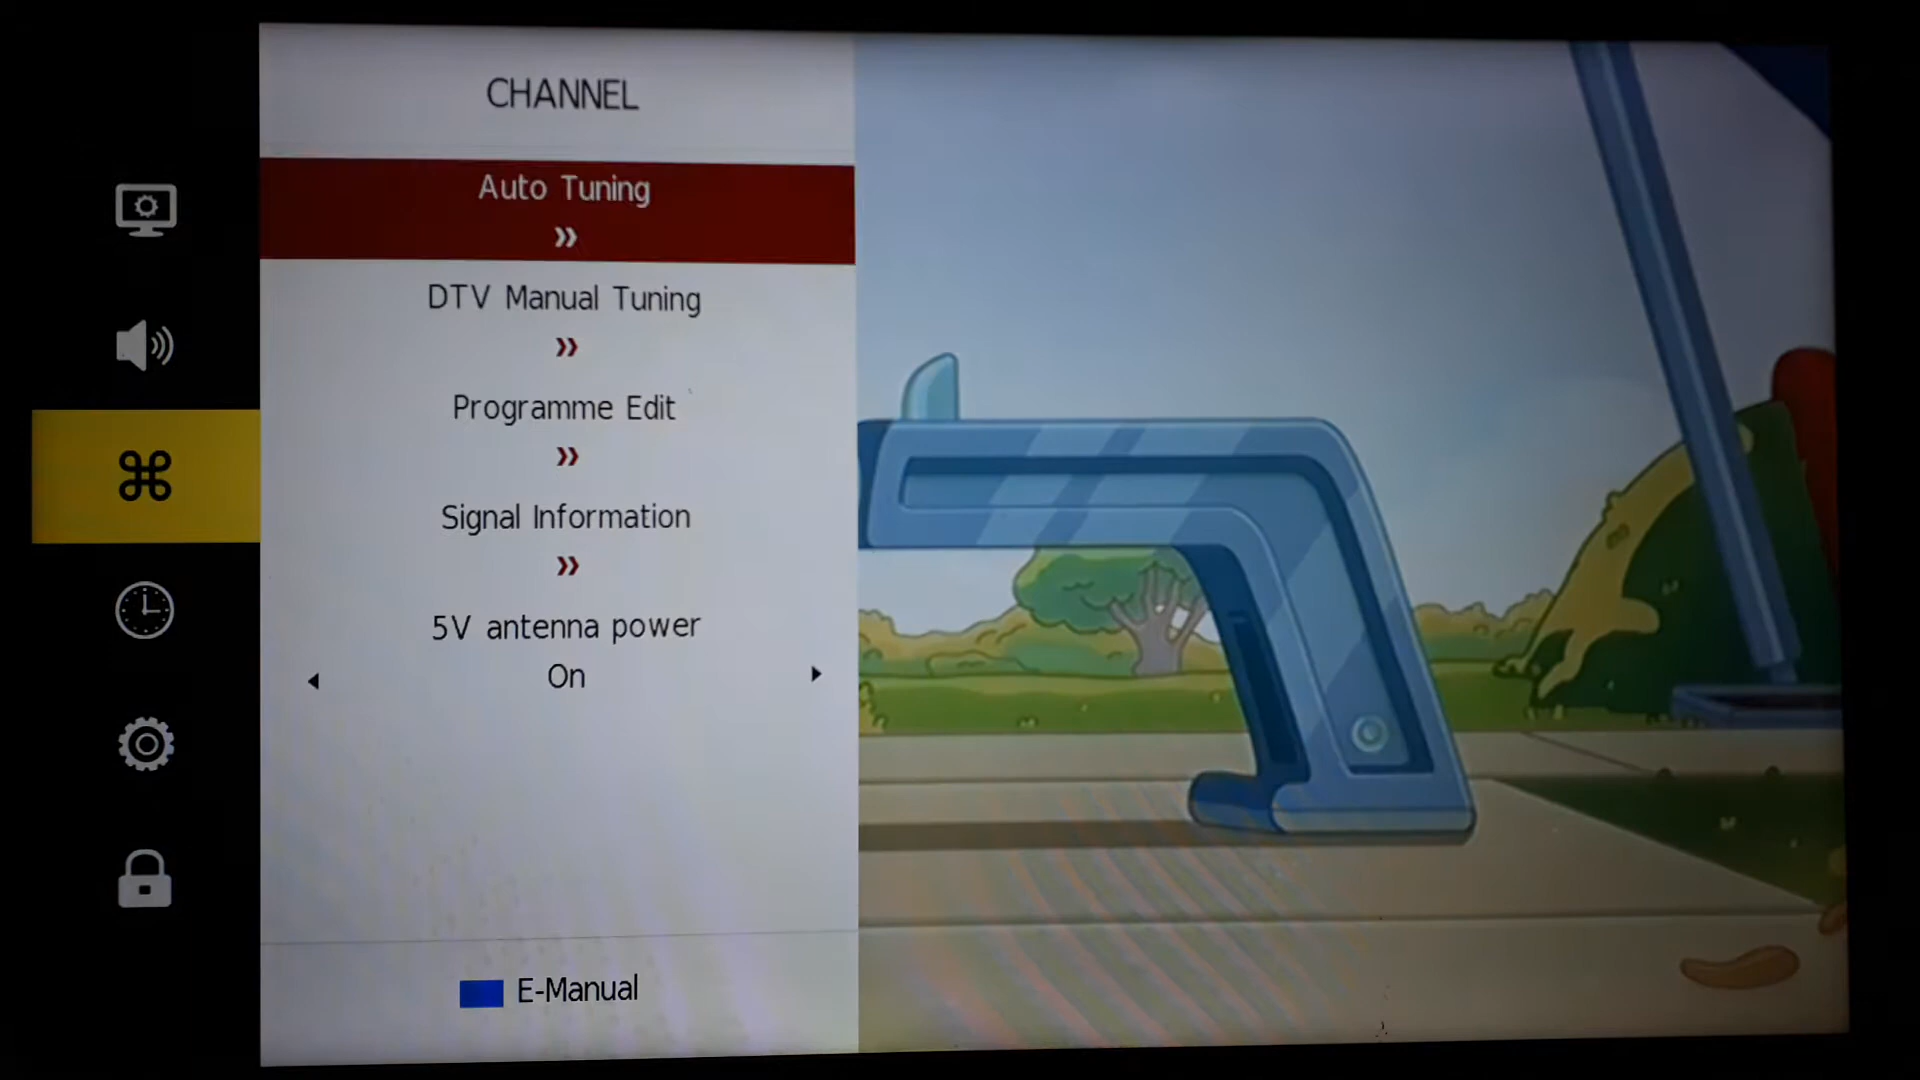 CHANNEL
Auto Tuning
DTV Manual Tuning
Programme Edit
Signal Information
5V antenna power
On
E-Manual